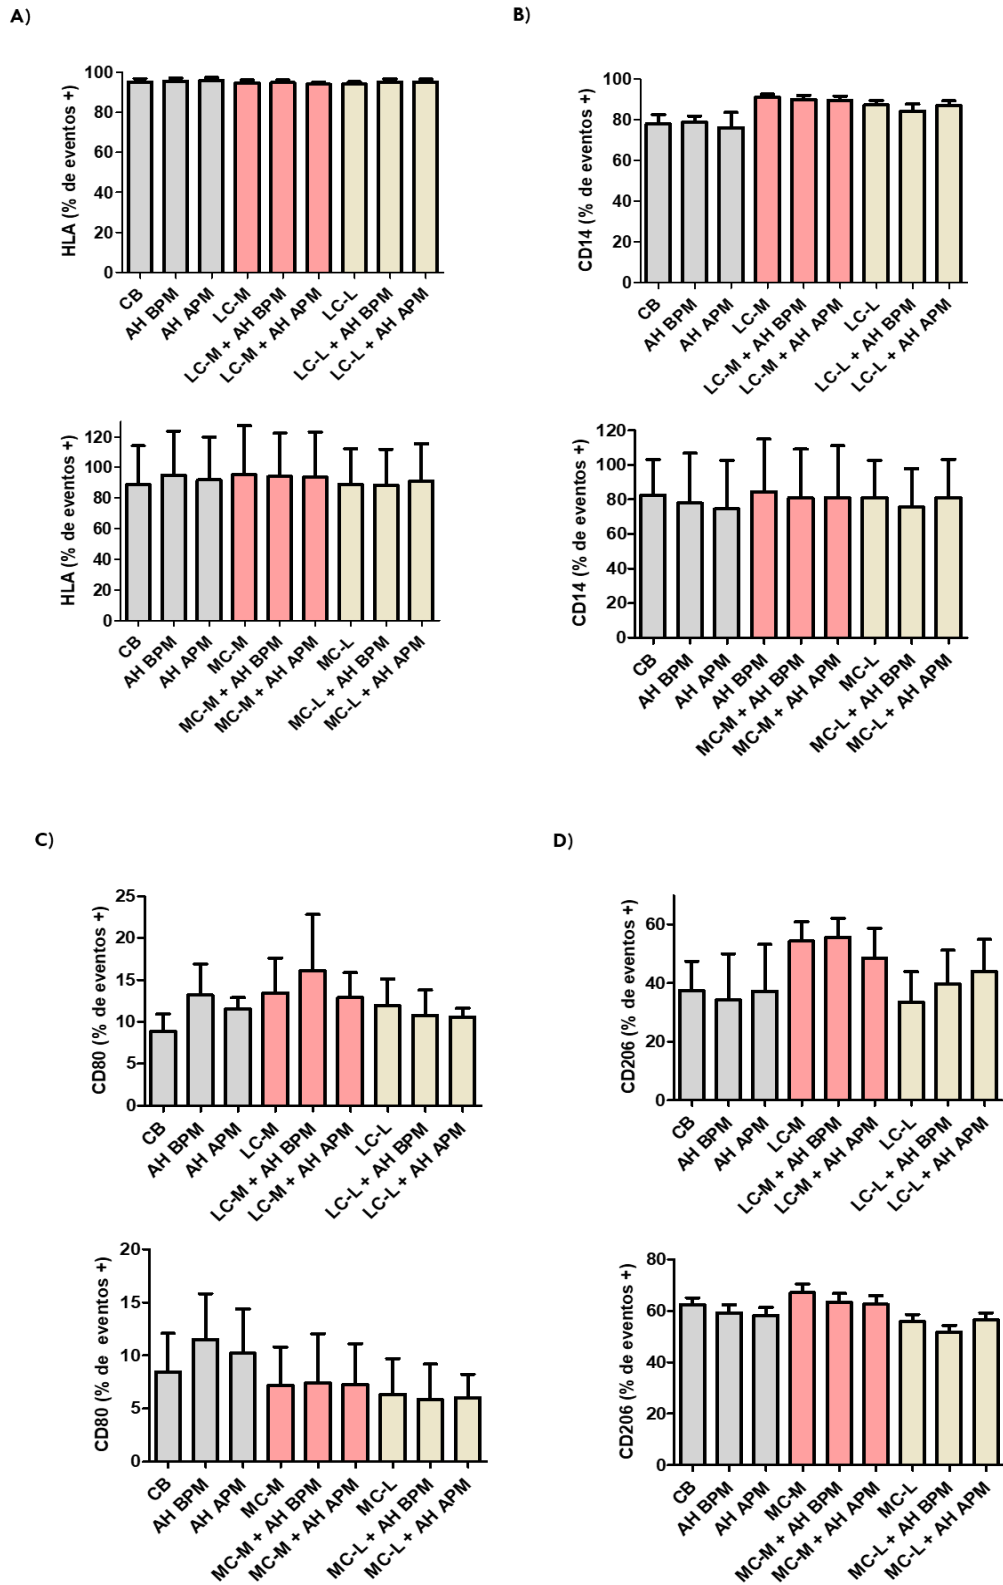 A)
HLA (% de eventos +)
100
80
60
40
20
0
CB
AH BPM
AH APM
LC-M
LC-M + AH BPM
LC-M + AH APM
LC-L
LC-L + AH BPM
LC-L + AH APM
HLA (% de eventos +)
120
100
80
60
40
20
0
CB
AH BPM
AH APM
MC-M
MC-M + AH BPM
MC-M + AH APM
MC-L
MC-L + AH BPM
MC-L + AH APM
B)
CD14 (% de eventos +)
100
80
60
40
20
0
CB
AH BPM
AH APM
LC-M
LC-M + AH BPM
LC-M + AH APM
LC-L
LC-L + AH BPM
LC-L + AH APM
CD14 (% de eventos +)
120
100
80
60
40
20
0
CB
AH BPM
AH APM
AH BPM
MC-M + AH BPM
MC-M + AH APM
MC-L
MC-L + AH BPM
MC-L + AH APM
C)
CD80 (% de eventos +)
25
20
15
10
5
0
CB
AH BPM
AH APM
LC-M
LC-M + AH BPM
LC-M + AH APM
LC-L
LC-L + AH BPM
LC-L + AH APM
CD80 (% de eventos +)
20
15
10
5
0
CB
AH BPM
AH APM
MC-M
MC-M + AH BPM
MC-M + AH APM
MC-L
MC-L + AH BPM
MC-L + AH APM
D)
CD206 (% de eventos +)
60
40
20
0
CB
AH BPM
AH APM
LC-M
LC-M + AH BPM
LC-M + AH APM
LC-L
LC-L + AH BPM
LC-L + AH APM
CD206 (% de eventos +)
80
60
40
20
0
CB
AH BPM
AH APM
MC-M
MC-M + AH BPM
MC-M + AH APM
MC-L
MC-L + AH BPM
MC-L + AH APM